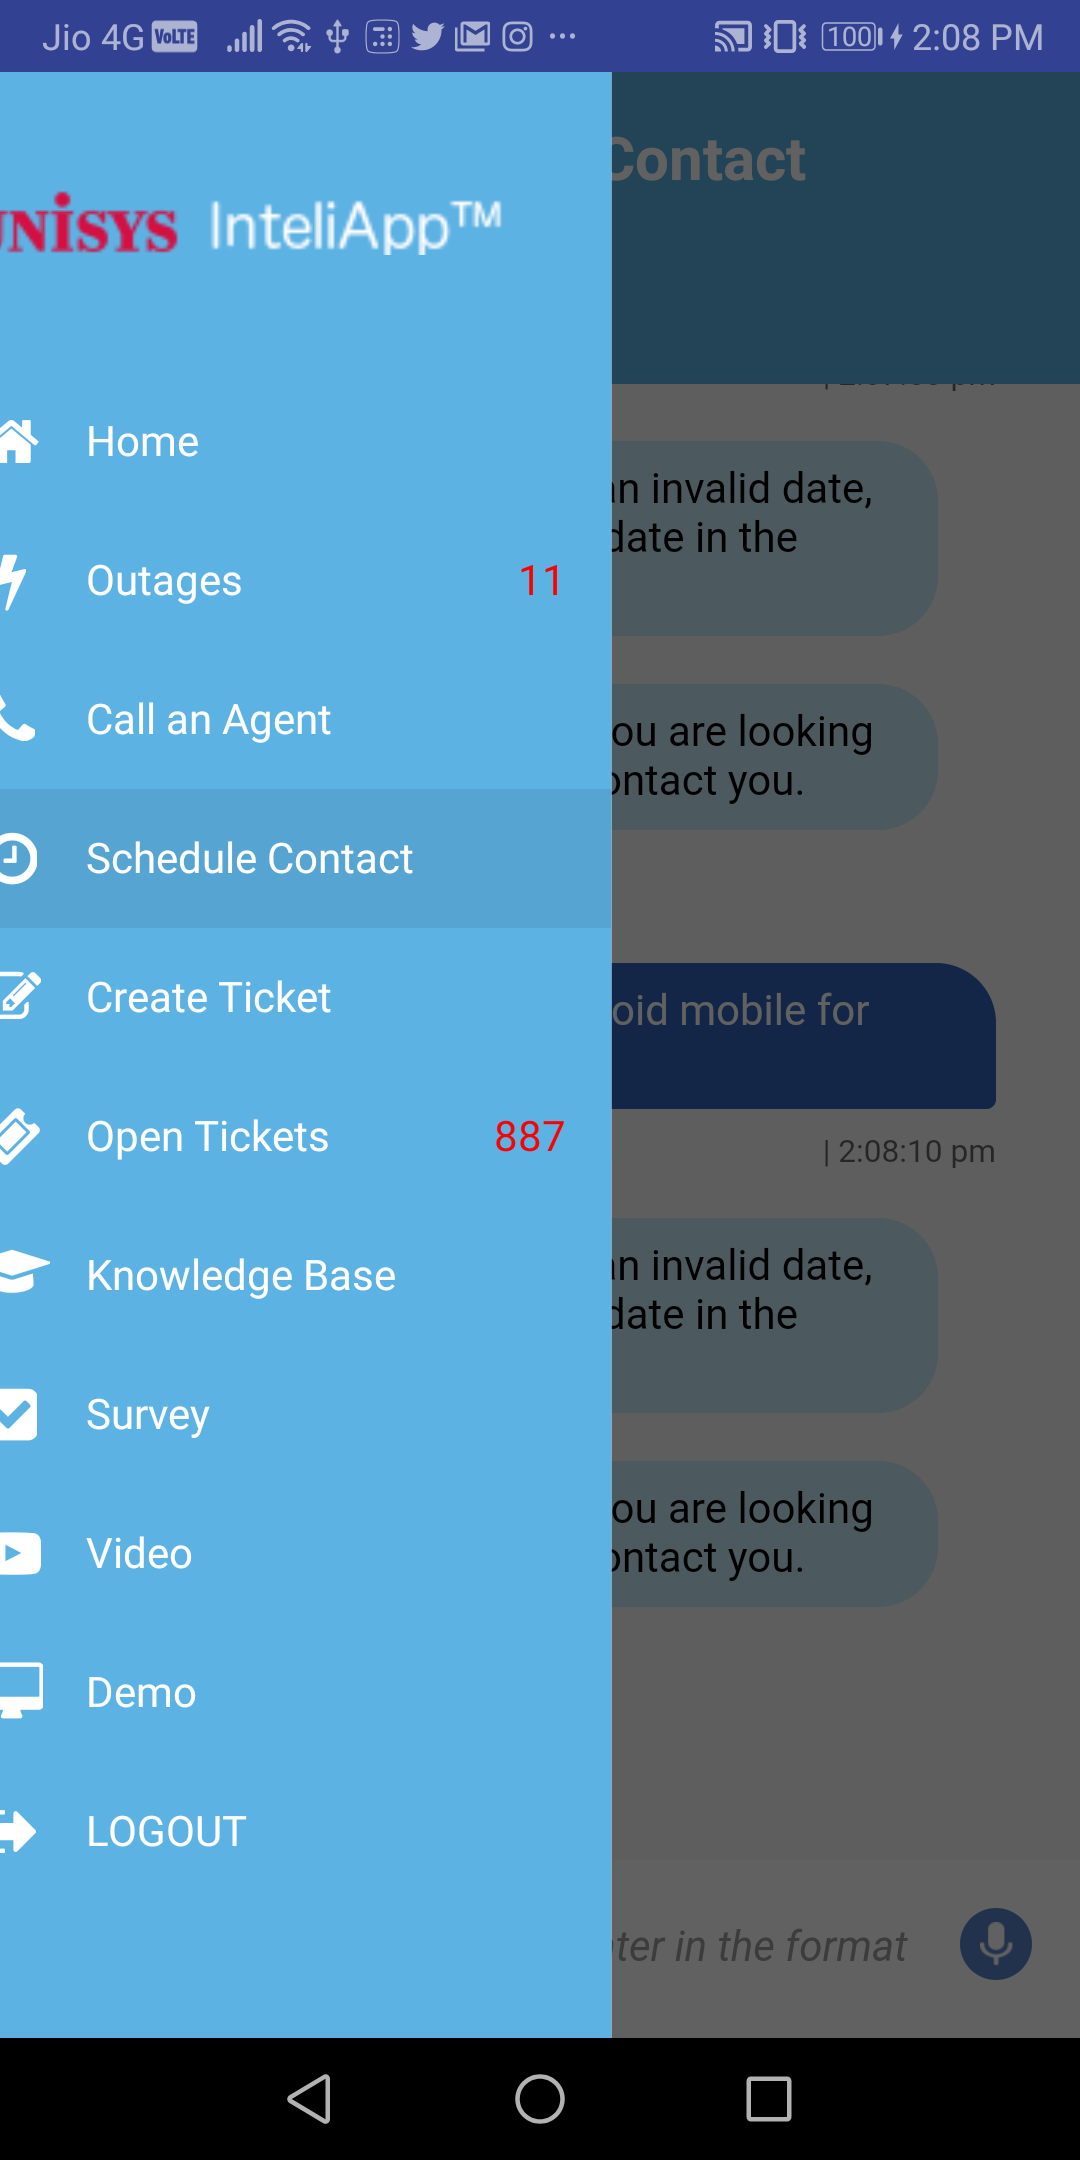 Jio 4G VoLTE 100 2:08 PM
UNiSYS InteliApp™
Contact
Home
an invalid date,
date in the
Outages 11
Call an Agent
ou are looking
ontact you.
Schedule Contact
Create Ticket
oid mobile for
Open Tickets 887
| 2:08:10 pm
Knowledge Base
an invalid date,
date in the
Survey
Video
ou are looking
ontact you.
Demo
LOGOUT
ter in the format